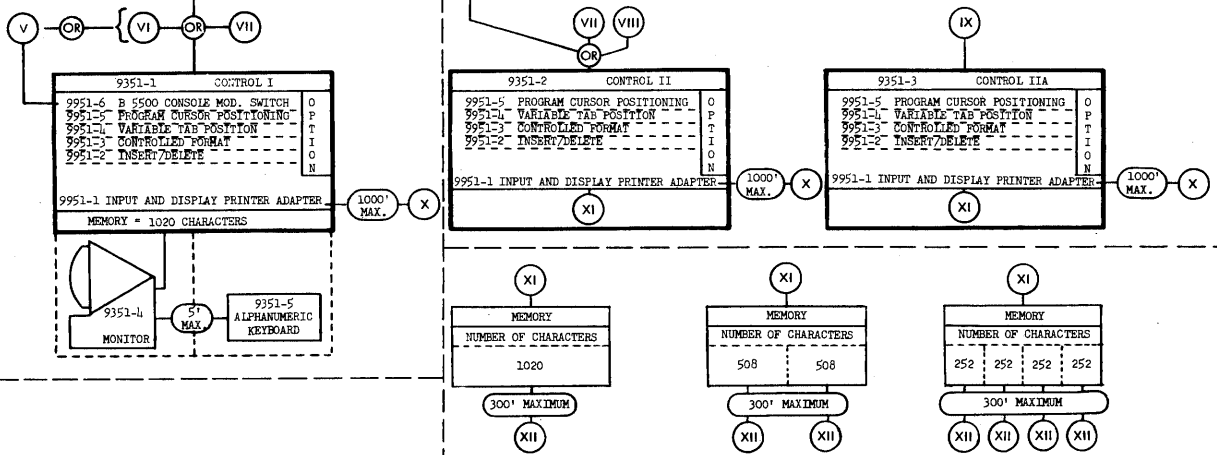 V OR { VI OR VII
9351-1 CONTROL I
9951-6 B 5500 CONSOLE MOD. SWITCH
9951-5 PROGRAM CURSOR POSITIONING
9951-4 VARIABLE TAB POSITION
9951-3 CONTROLLED FORMAT
9951-2 INSERT/DELETE
OPTION
9951-1 INPUT AND DISPLAY PRINTER ADAPTER
1000' MAX.
X
MEMORY = 1020 CHARACTERS
9351-4
MONITOR
5' MAX.
9351-5
ALPHANUMERIC
KEYBOARD
VII VIII
OR
9351-2 CONTROL II
9951-5 PROGRAM CURSOR POSITIONING
9951-4 VARIABLE TAB POSITION
9951-3 CONTROLLED FORMAT
9951-2 INSERT/DELETE
OPTION
9951-1 INPUT AND DISPLAY PRINTER ADAPTER
1000' MAX.
X
XI
IX
9351-3 CONTROL IIA
9951-5 PROGRAM CURSOR POSITIONING
9951-4 VARIABLE TAB POSITION
9951-3 CONTROLLED FORMAT
9951-2 INSERT/DELETE
OPTION
9951-1 INPUT AND DISPLAY PRINTER ADAPTER
1000' MAX.
X
XI
XI
MEMORY
NUMBER OF CHARACTERS
1020
300' MAXIMUM
XII
XI
MEMORY
NUMBER OF CHARACTERS
508 508
300' MAXIMUM
XII XII
XI
MEMORY
NUMBER OF CHARACTERS
252 252 252 252
300' MAXIMUM
XII XII XII XII